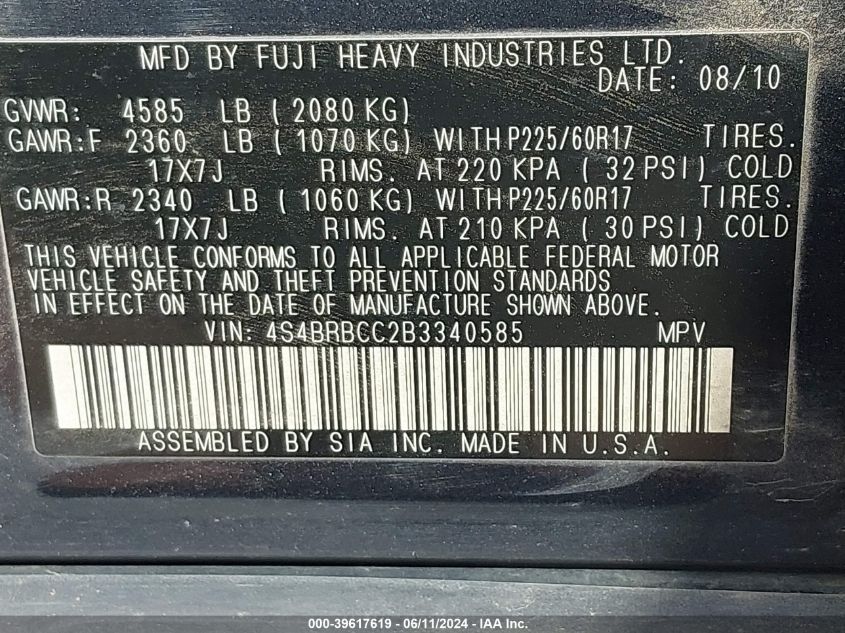 MFD BY FUJI HEAVY INDUSTRIES LTD.
DATE: 08/10
GVWR: 4585 LB ( 2080 KG)
GAWR:F 2360 LB ( 1070 KG) WITH P225/60R17 TIRES.
17X7J RIMS. AT 220 KPA ( 32 PSI) COLD
GAWR:R 2340 LB ( 1060 KG) WITH P225/60R17 TIRES.
17X7J RIMS. AT 210 KPA ( 30 PSI) COLD
THIS VEHICLE CONFORMS TO ALL APPLICABLE FEDERAL MOTOR
VEHICLE SAFETY AND THEFT PREVENTION STANDARDS
IN EFFECT ON THE DATE OF MANUFACTURE SHOWN ABOVE.
VIN: 4S4BRBCC2B3340585 MPV
ASSEMBLED BY SIA INC. MADE IN U.S.A.
000-39617619 - 06/11/2024 - IAA Inc.